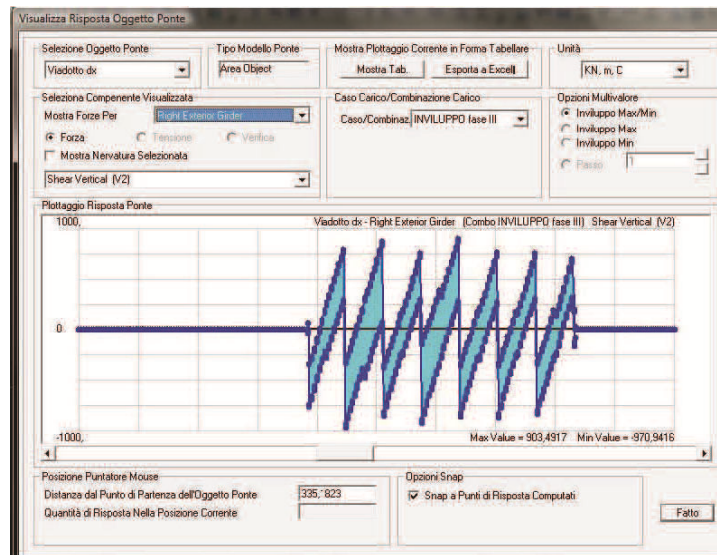 Visualizza Risposta Oggetto Ponte
Selezione Oggetto Ponte
Viadotto dx
Tipo Modello Ponte
Area Object
Mostra Plottaggio Corrente in Forma Tabellare
Mostra Tab.
Esporta a Excell
Unità
KN, m, C
Seleziona Compenente Visualizzata
Mostra Forze Per
Right Exterior Girder
Forza
Tensione
Verifica
Mostra Nervatura Selezionata
Shear Vertical (V2)
Caso Carico/Combinazione Carico
Caso/Combinaz.
INVILUPPO fase III
Opzioni Multivalore
Inviluppo Max/Min
Inviluppo Max
Inviluppo Min
Passo
1
Plottaggio Risposta Ponte
1000,
Viadotto dx - Right Exterior Girder (Combo INVILUPPO fase III) Shear Vertical (V2)
0.
-1000,
Max Value = 903,4917 Min Value = -970,9416
Posizione Puntatore Mouse
Distanza dal Punto di Partenza dell'Oggetto Ponte
Quantità di Risposta Nella Posizione Corrente
Opzioni Snap
Snap a Punti di Risposta Computati
Fatto